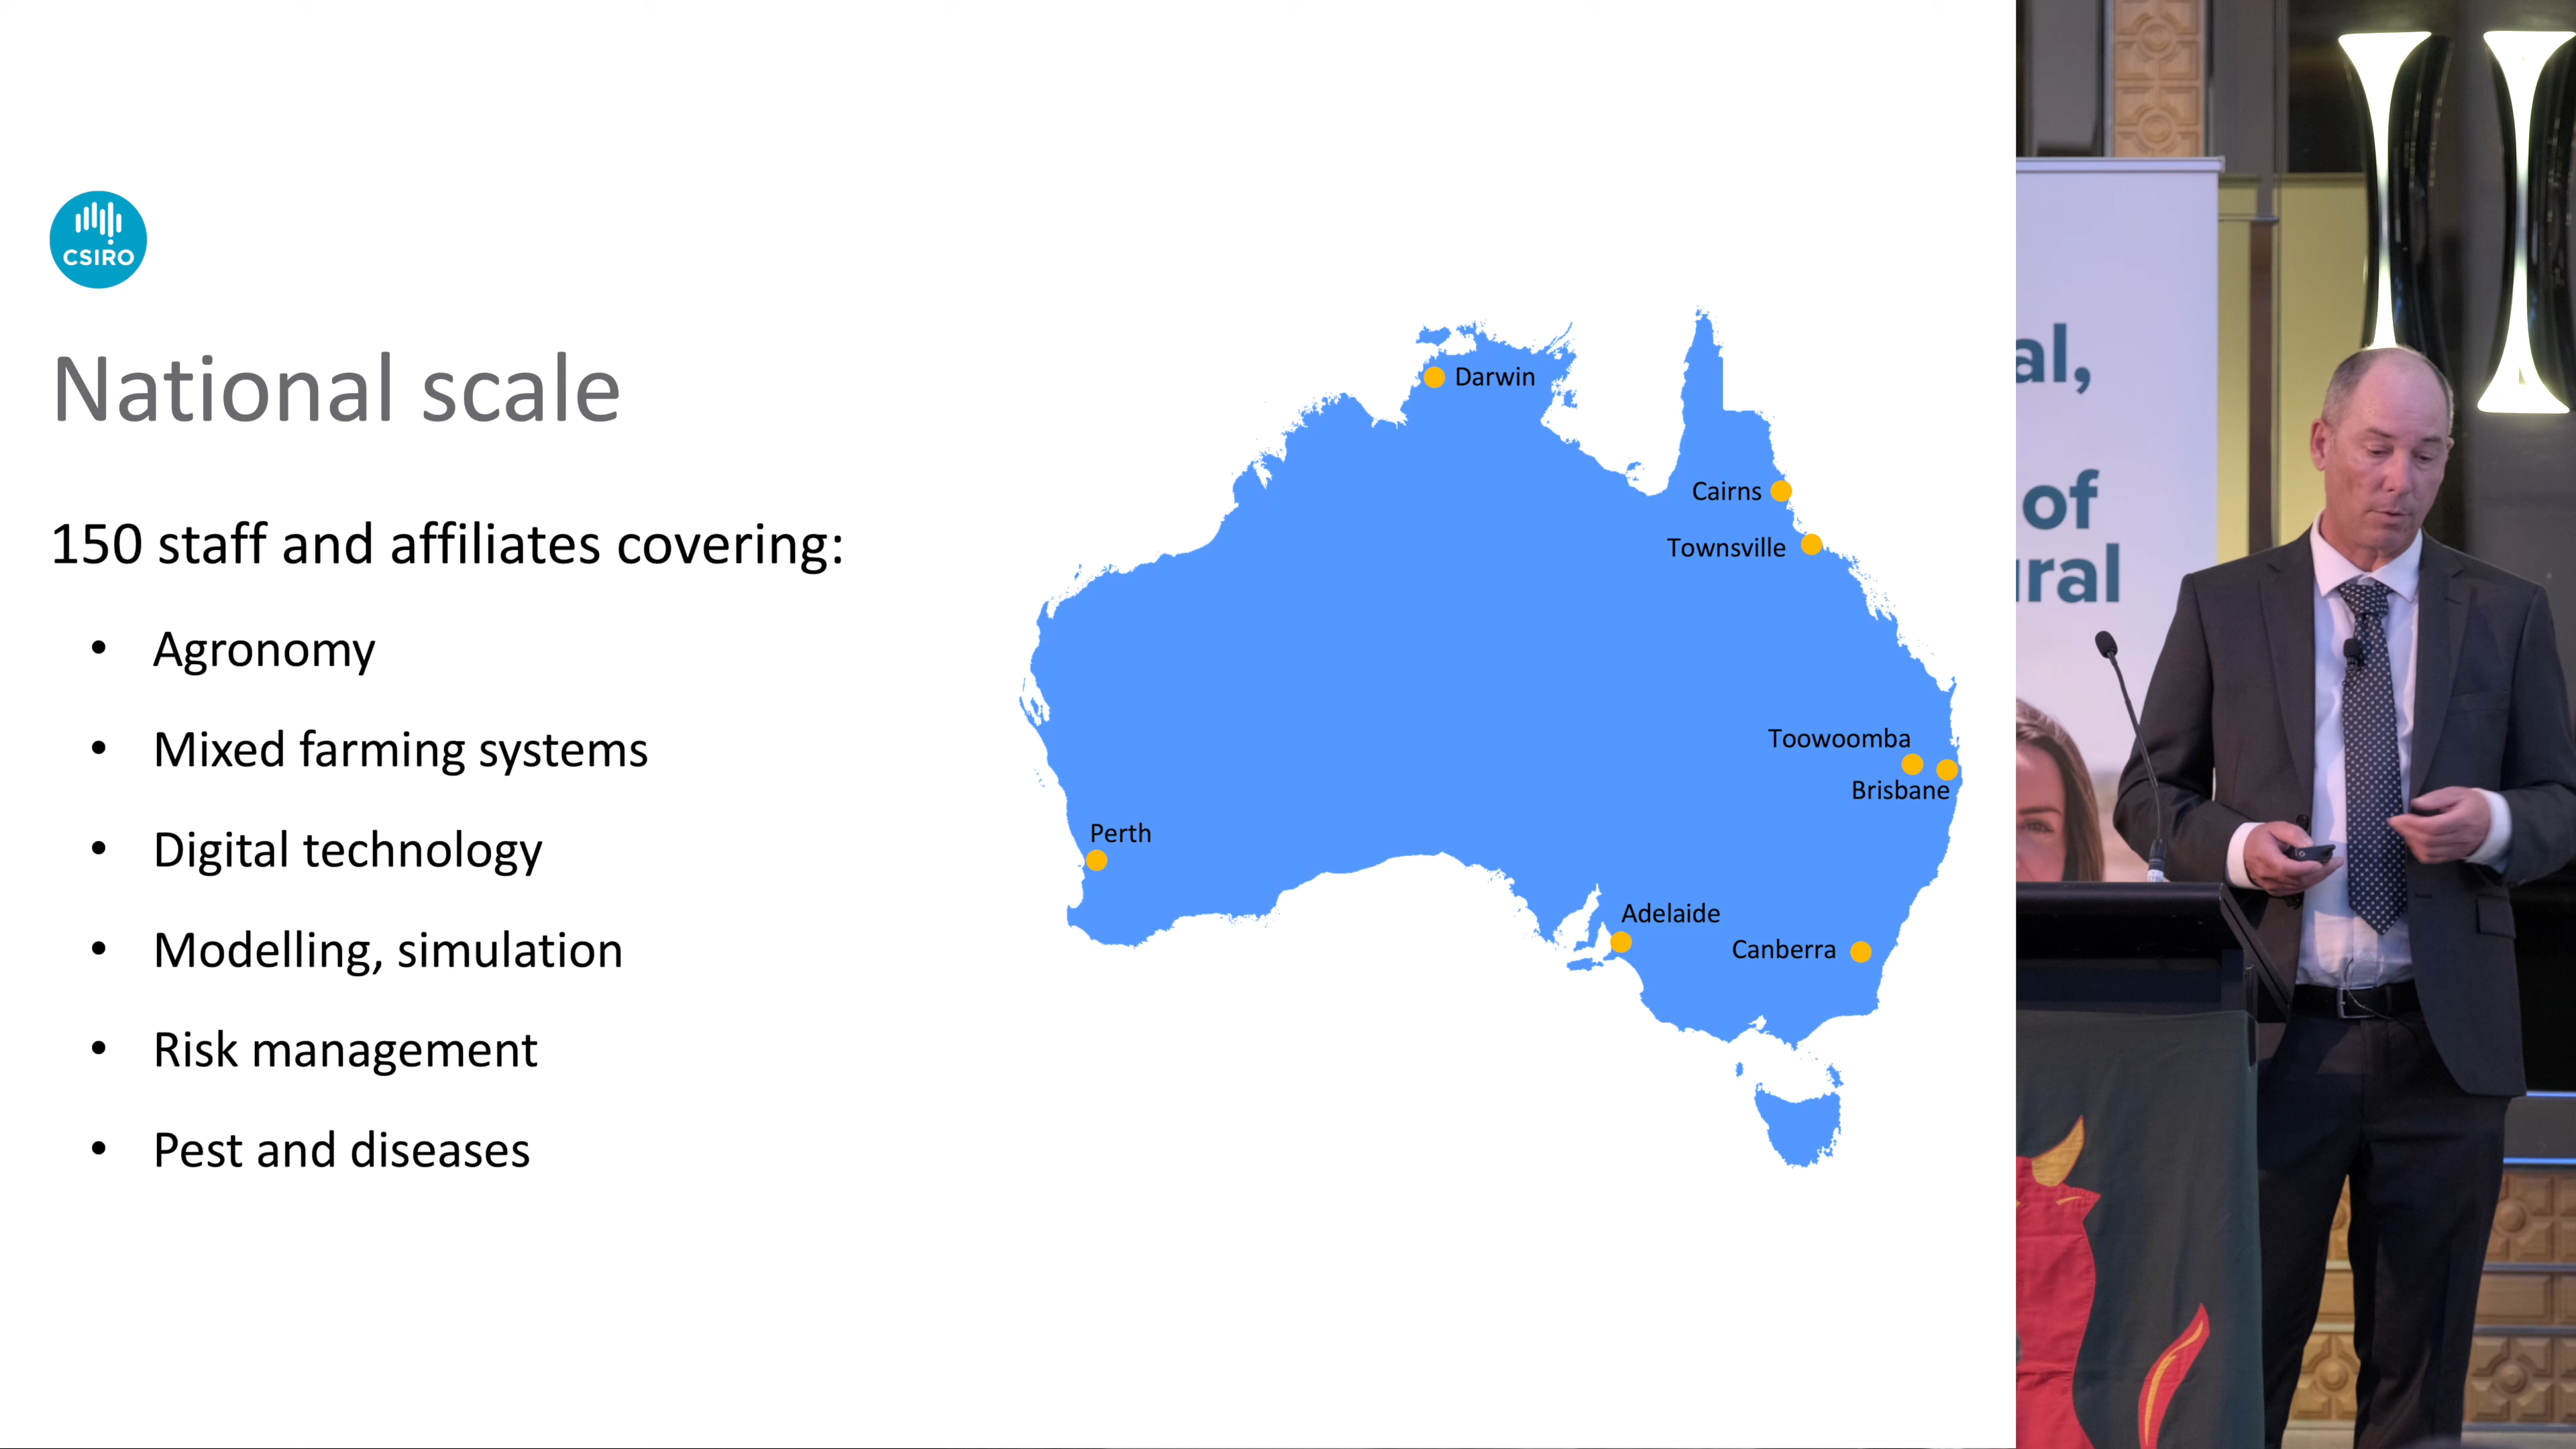 CSIRO
National scale
150 staff and affiliates covering:
• Agronomy
• Mixed farming systems
• Digital technology
• Modelling, simulation
• Risk management
• Pest and diseases
Darwin
Cairns
Townsville
Toowoomba
Brisbane
Perth
Adelaide
Canberra
al,
of
ral